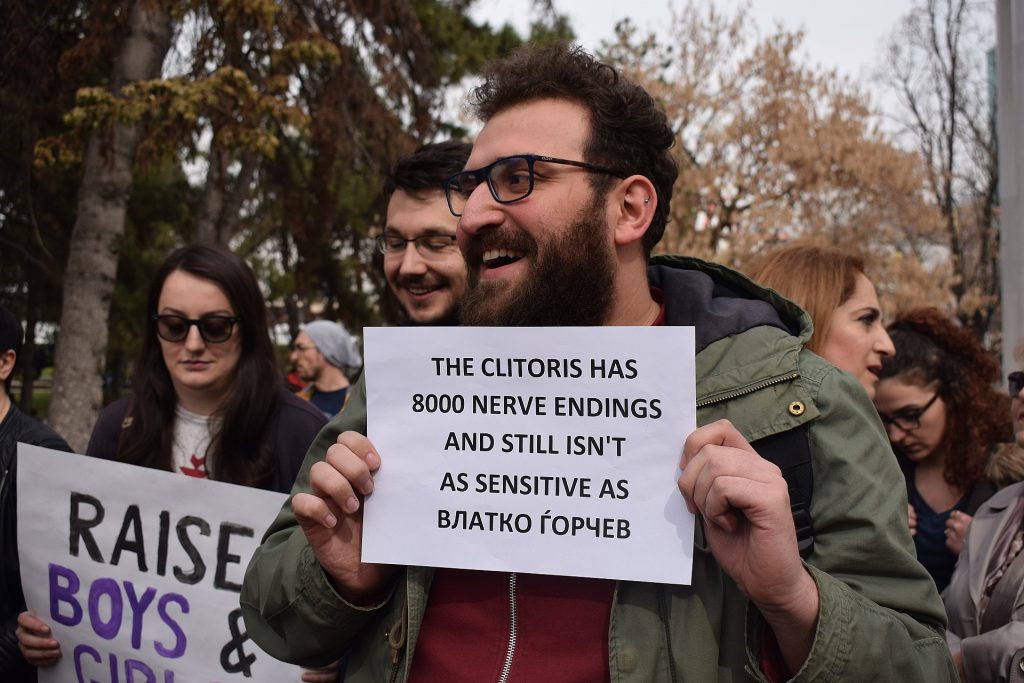 THE CLITORIS HAS
8000 NERVE ENDINGS
AND STILL ISN'T
AS SENSITIVE AS
ВЛАТКО ЃОРЧЕВ
RAISE
BOYS
&